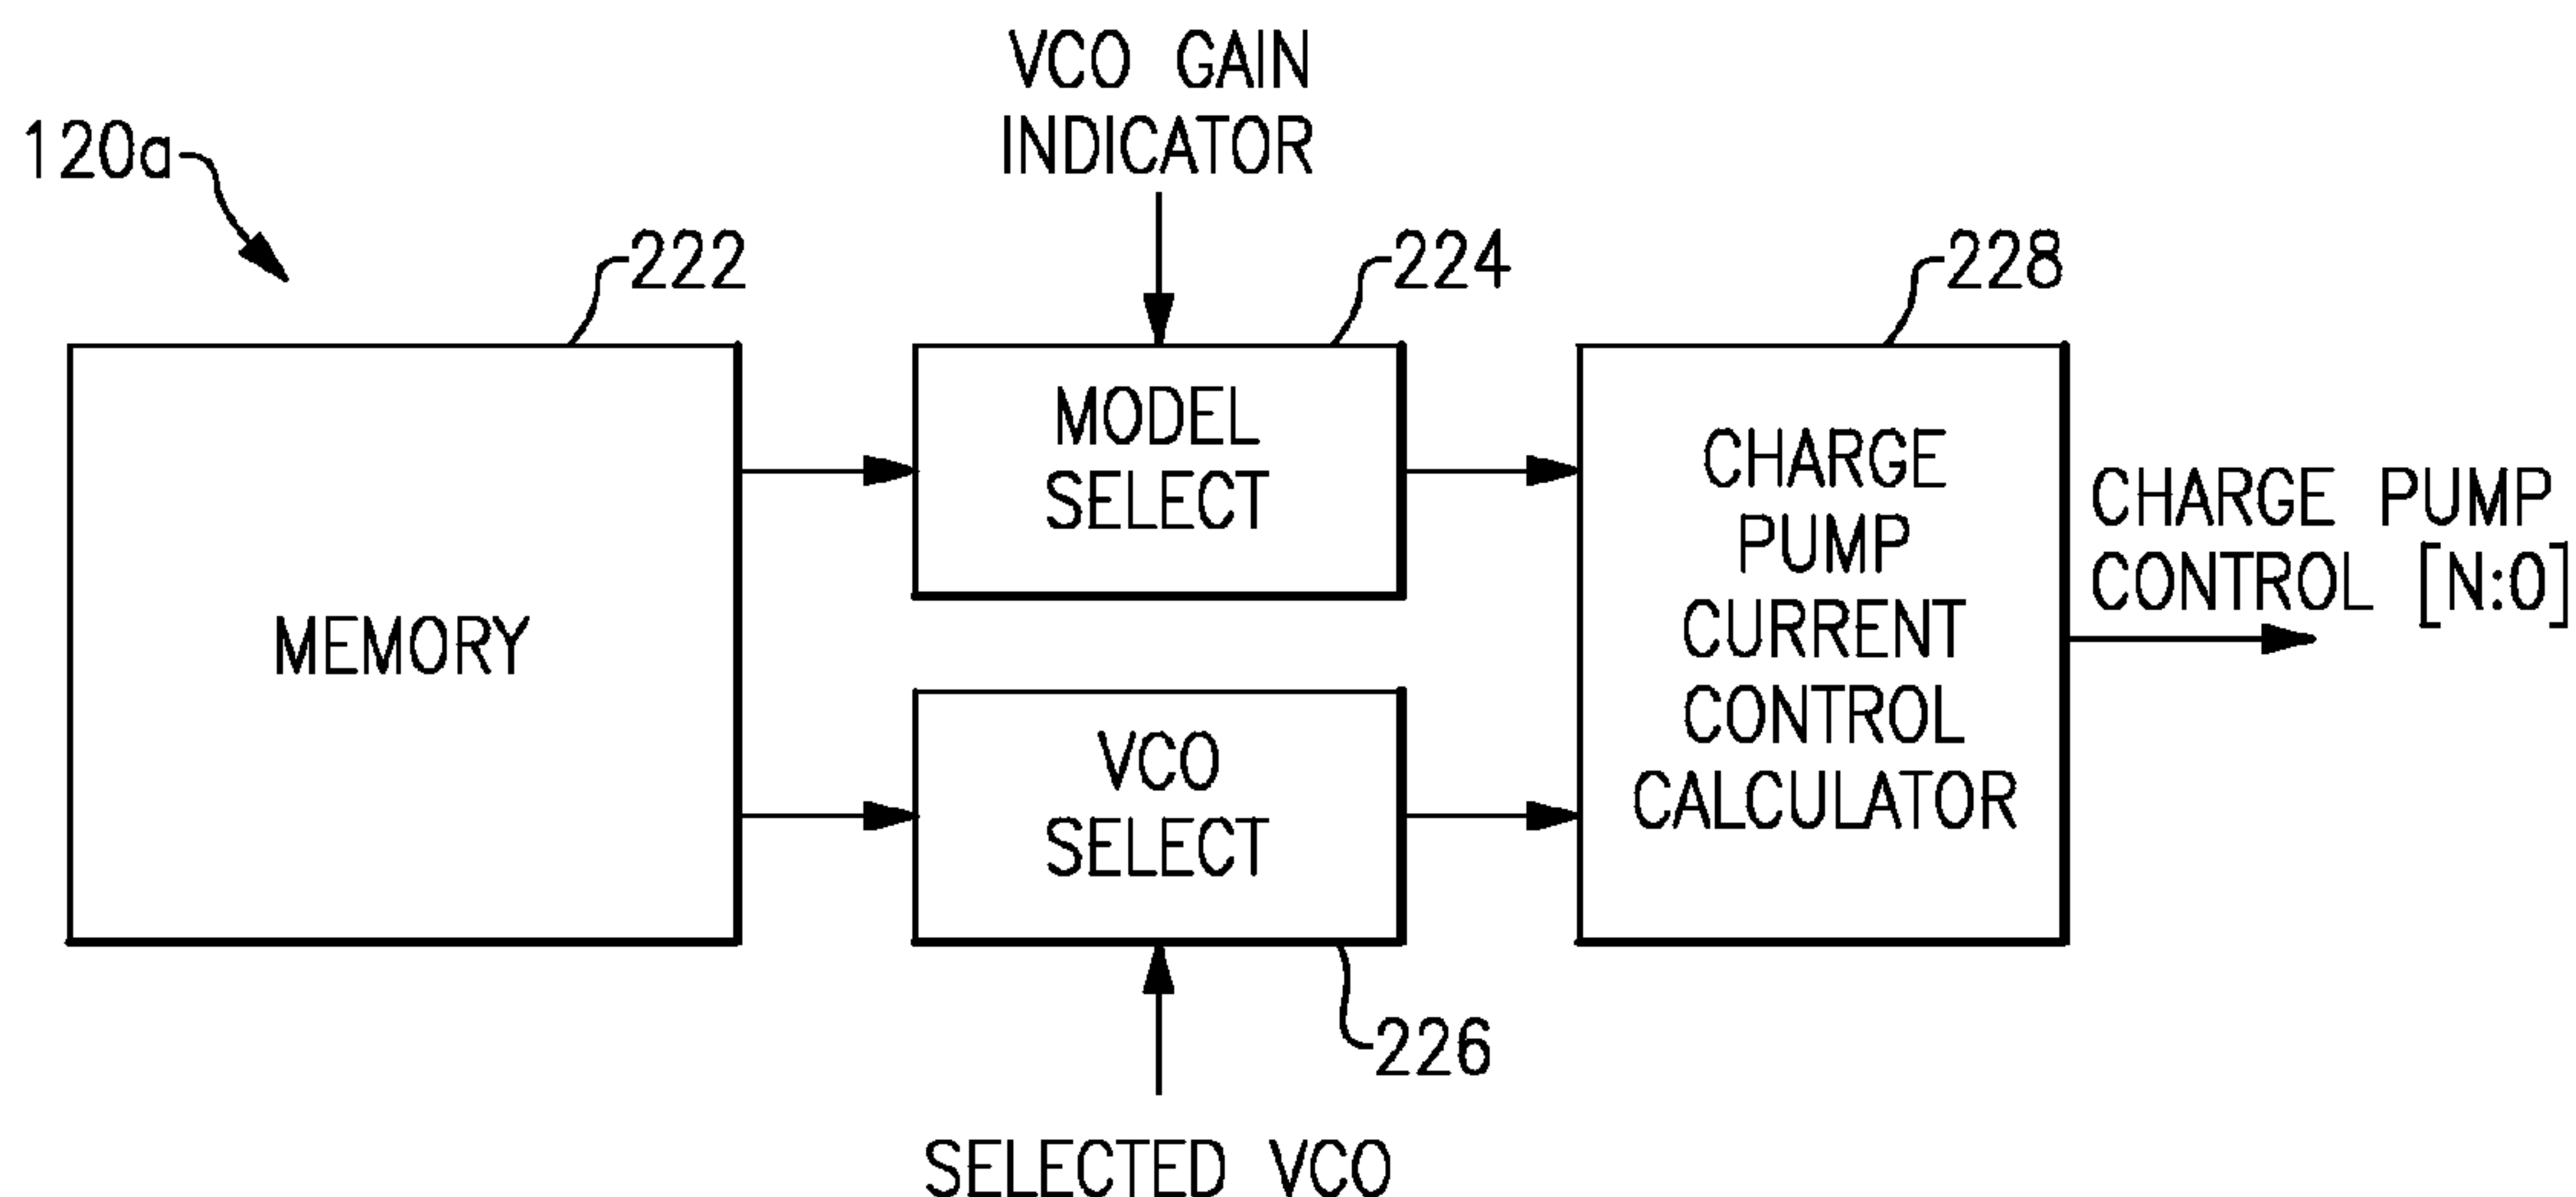 VCO GAIN
INDICATOR
120a
222
224
228
MEMORY
MODEL
SELECT
VCO
SELECT
CHARGE
PUMP
CURRENT
CONTROL
CALCULATOR
CHARGE PUMP
CONTROL [N:0]
226
SELECTED VCO